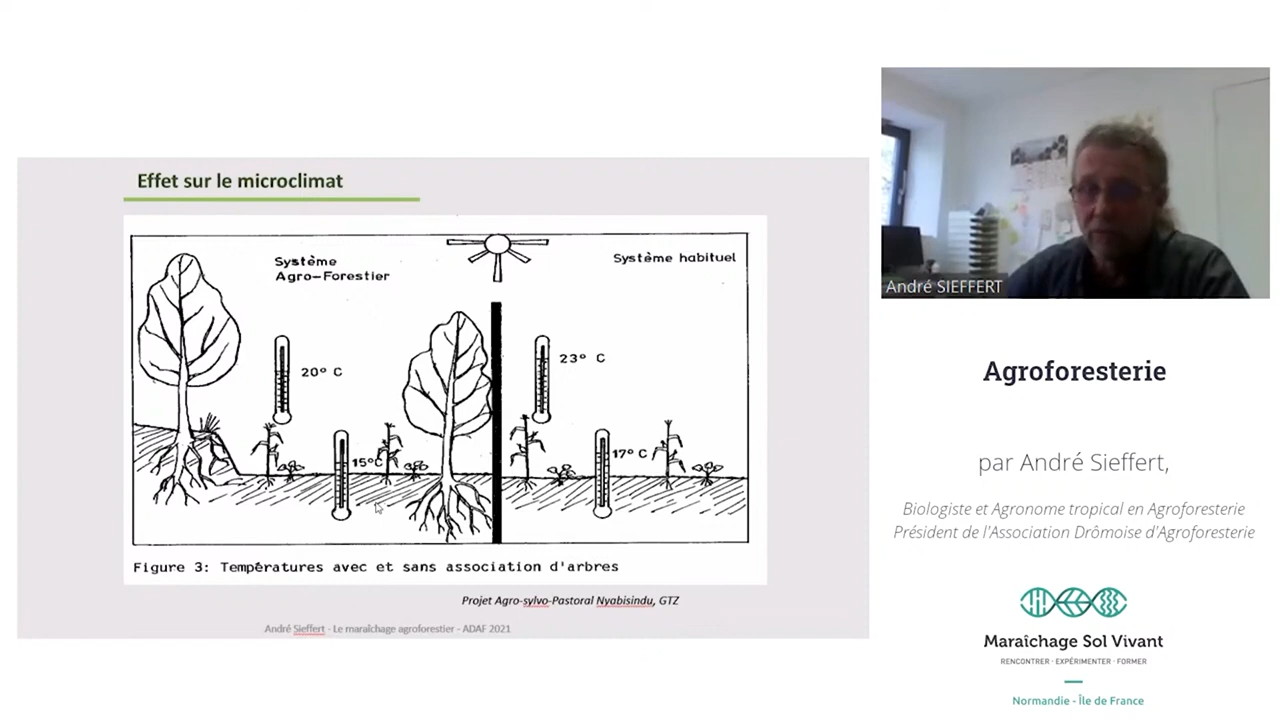 Effet sur le microclimat
Système
Agro-Forestier
Système habituel
20° C
23° C
15°C
17° C
Figure 3: Températures avec et sans association d'arbres
Projet Agro-sylvo-Pastoral Nyabisindu, GTZ
André Sieffert - Le maraîchage agroforestier - ADAF 2021
André SIEFFERT
Agroforesterie
par André Sieffert,
Biologiste et Agronome tropical en Agroforesterie
Président de l'Association Drômoise d'Agroforesterie
Maraîchage Sol Vivant
RENCONTRER · EXPÉRIMENTER · FORMER
Normandie - Île de France